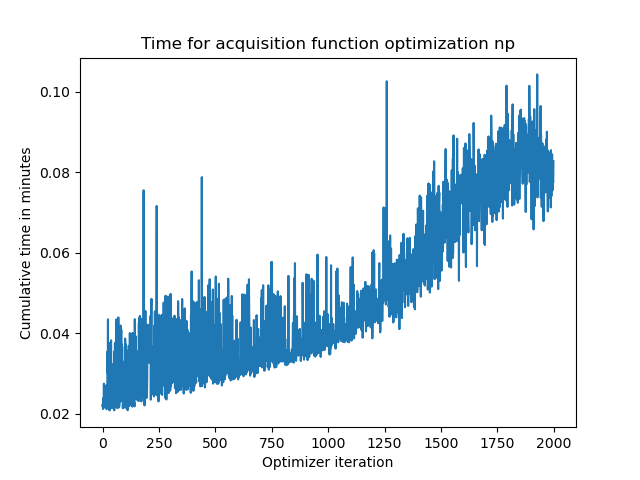 Time for acquisition function optimization np
Cumulative time in minutes
0.10
0.08
0.06
0.04
0.02
0 250 500 750 1000 1250 1500 1750 2000
Optimizer iteration